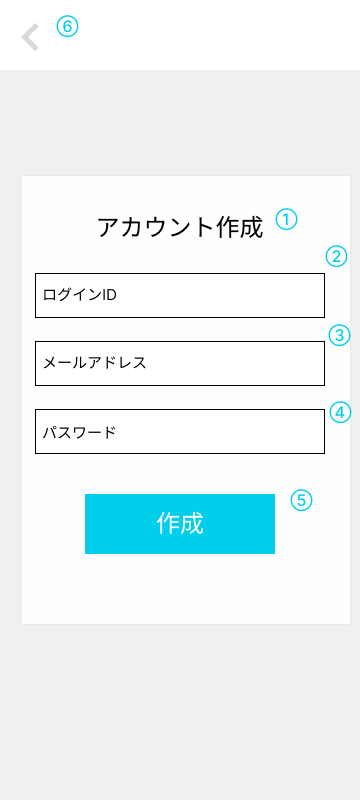 ⑥
アカウント作成 ①
②
ログインID
③
メールアドレス
④
パスワード
⑤
作成